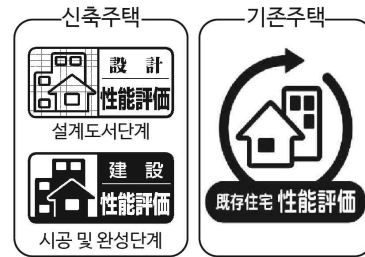 신축주택
設 計
性能評価
설계도서단계
建 設
性能評価
시공 및 완성단계
기존주택
既存住宅 性能評価